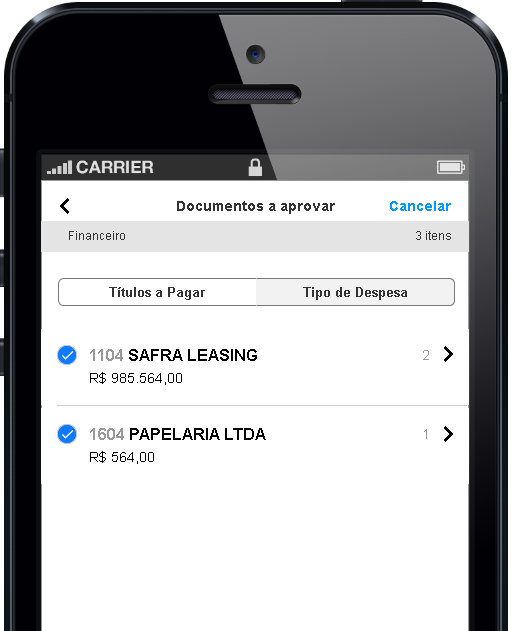 CARRIER
Documentos a aprovar Cancelar
Financeiro 3 itens
Títulos a Pagar Tipo de Despesa
1104 SAFRA LEASING 2
R$ 985.564,00
1604 PAPELARIA LTDA 1
R$ 564,00